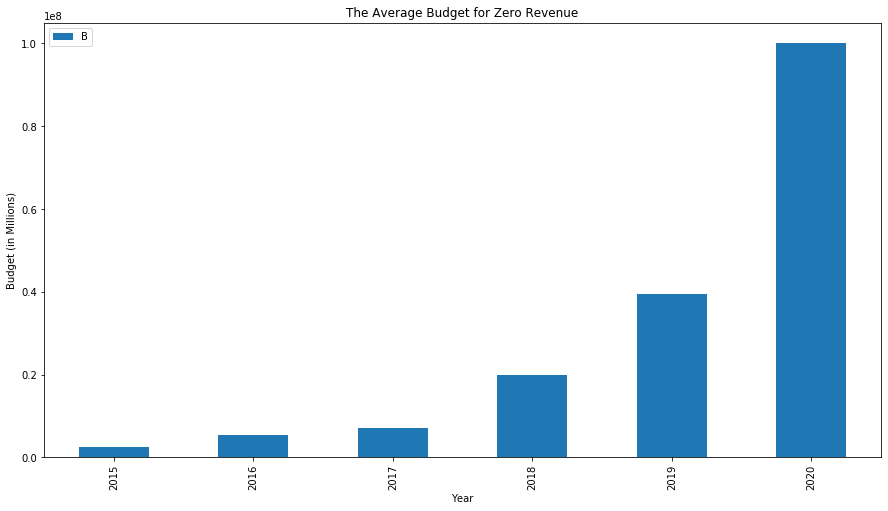 The Average Budget for Zero Revenue
1e8
B
1.0
0.8
0.6
0.4
0.2
0.0
Budget (in Millions)
2015
2016
2017
2018
2019
2020
Year